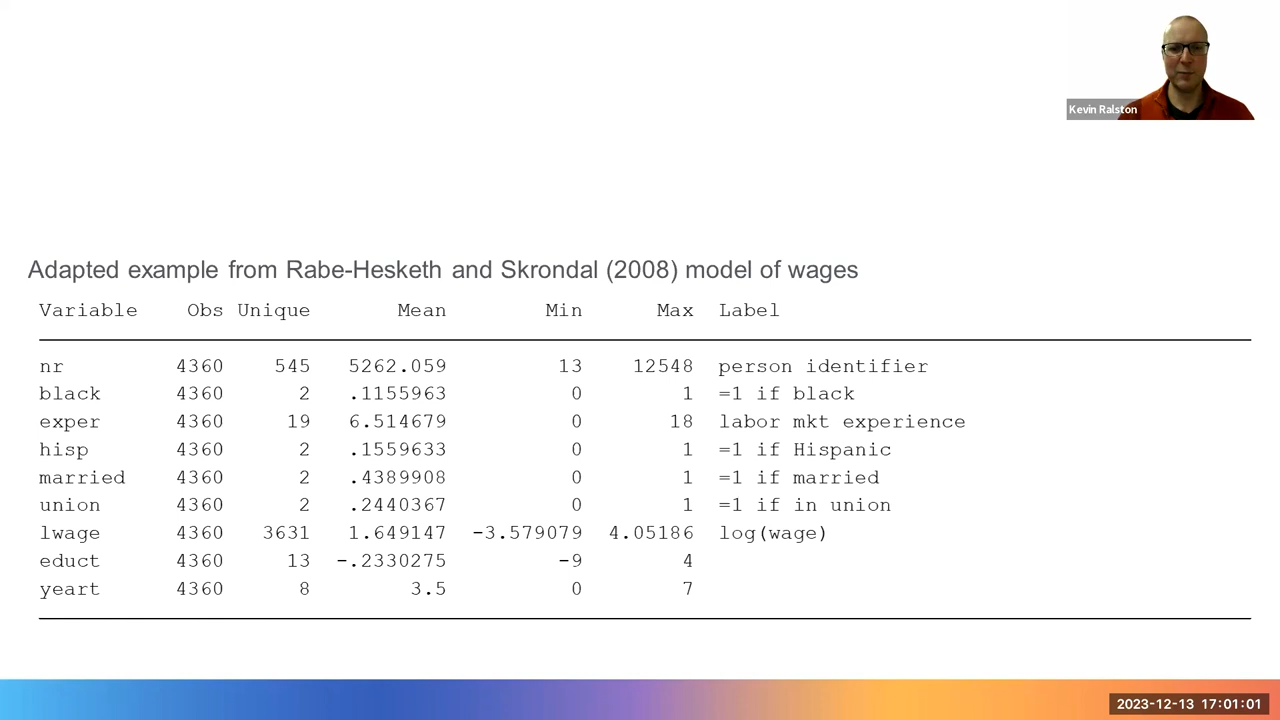 Kevin Ralston
Adapted example from Rabe-Hesketh and Skrondal (2008) model of wages
Variable Obs Unique Mean Min Max Label
nr 4360 545 5262.059 13 12548 person identifier
black 4360 2 .1155963 0 1 =1 if black
exper 4360 19 6.514679 0 18 labor mkt experience
hisp 4360 2 .1559633 0 1 =1 if Hispanic
married 4360 2 .4389908 0 1 =1 if married
union 4360 2 .2440367 0 1 =1 if in union
lwage 4360 3631 1.649147 -3.579079 4.05186 log(wage)
educt 4360 13 -.2330275 -9 4
yeart 4360 8 3.5 0 7
2023-12-13 17:01:01